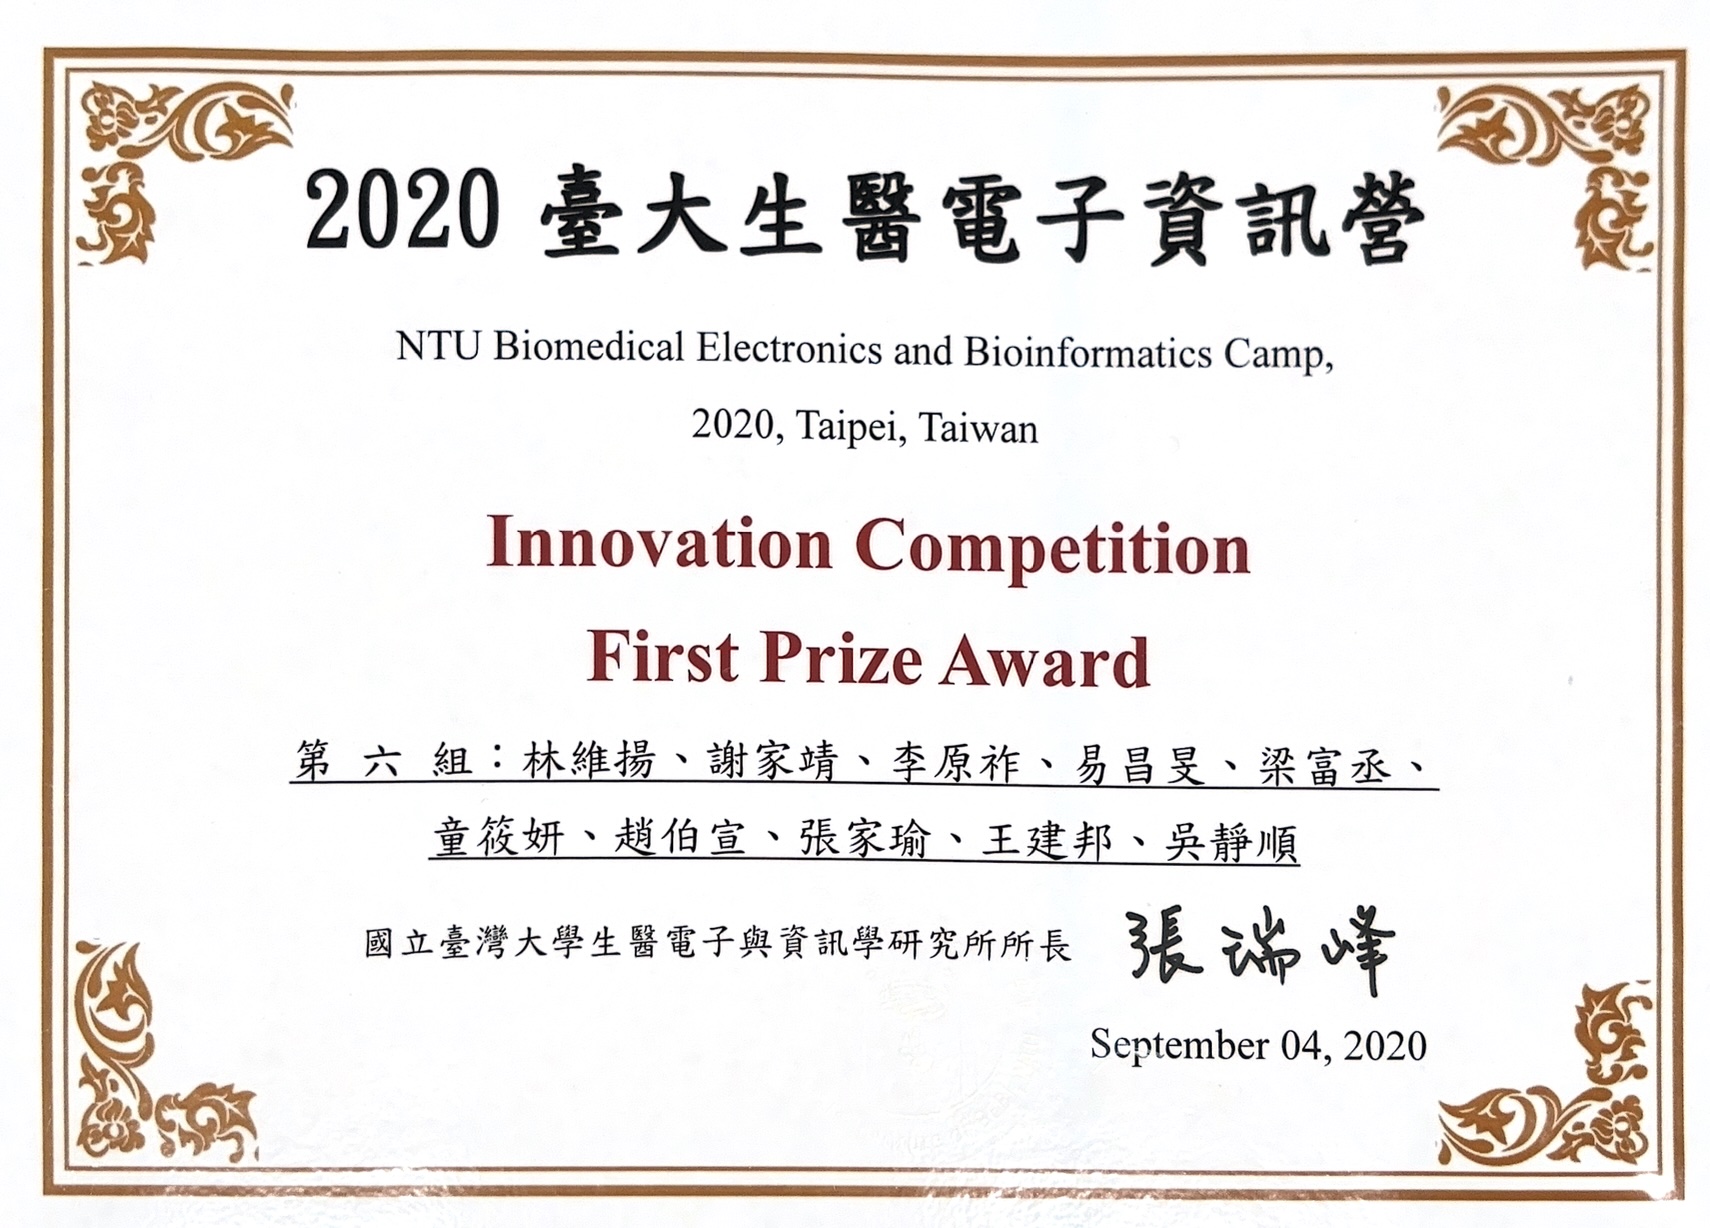 2020 臺大生醫電子資訊營
NTU Biomedical Electronics and Bioinformatics Camp,
2020, Taipei, Taiwan
Innovation Competition
First Prize Award
第 六 組：林維揚、謝家靖、李原祚、易昌旻、梁富丞、
童筱妍、趙伯宣、張家瑜、王建邦、吳靜順
國立臺灣大學生醫電子與資訊學研究所所長 張瑞峰
September 04, 2020